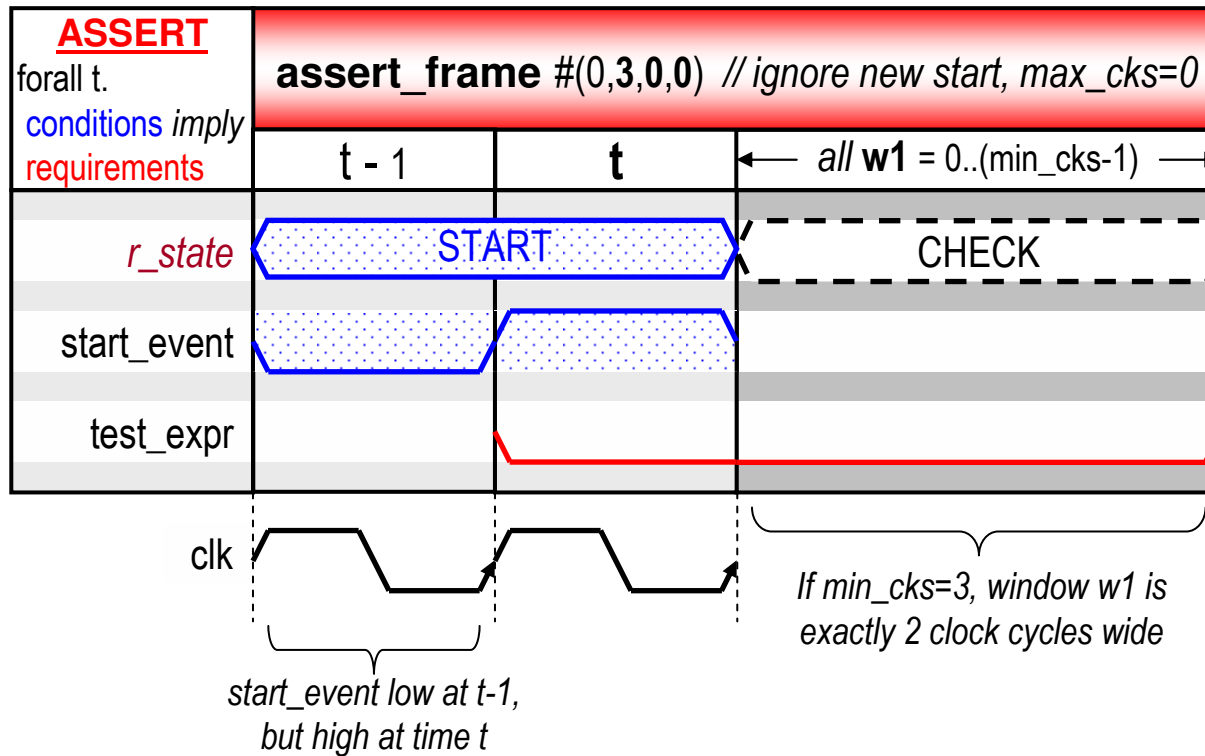 ASSERT
forall t.
conditions imply
requirements
assert_frame #(0,3,0,0) // ignore new start, max_cks=0
t - 1
t
all w1 = 0..(min_cks-1)
r_state
START
CHECK
start_event
test_expr
clk
If min_cks=3, window w1 is
exactly 2 clock cycles wide
start_event low at t-1,
but high at time t